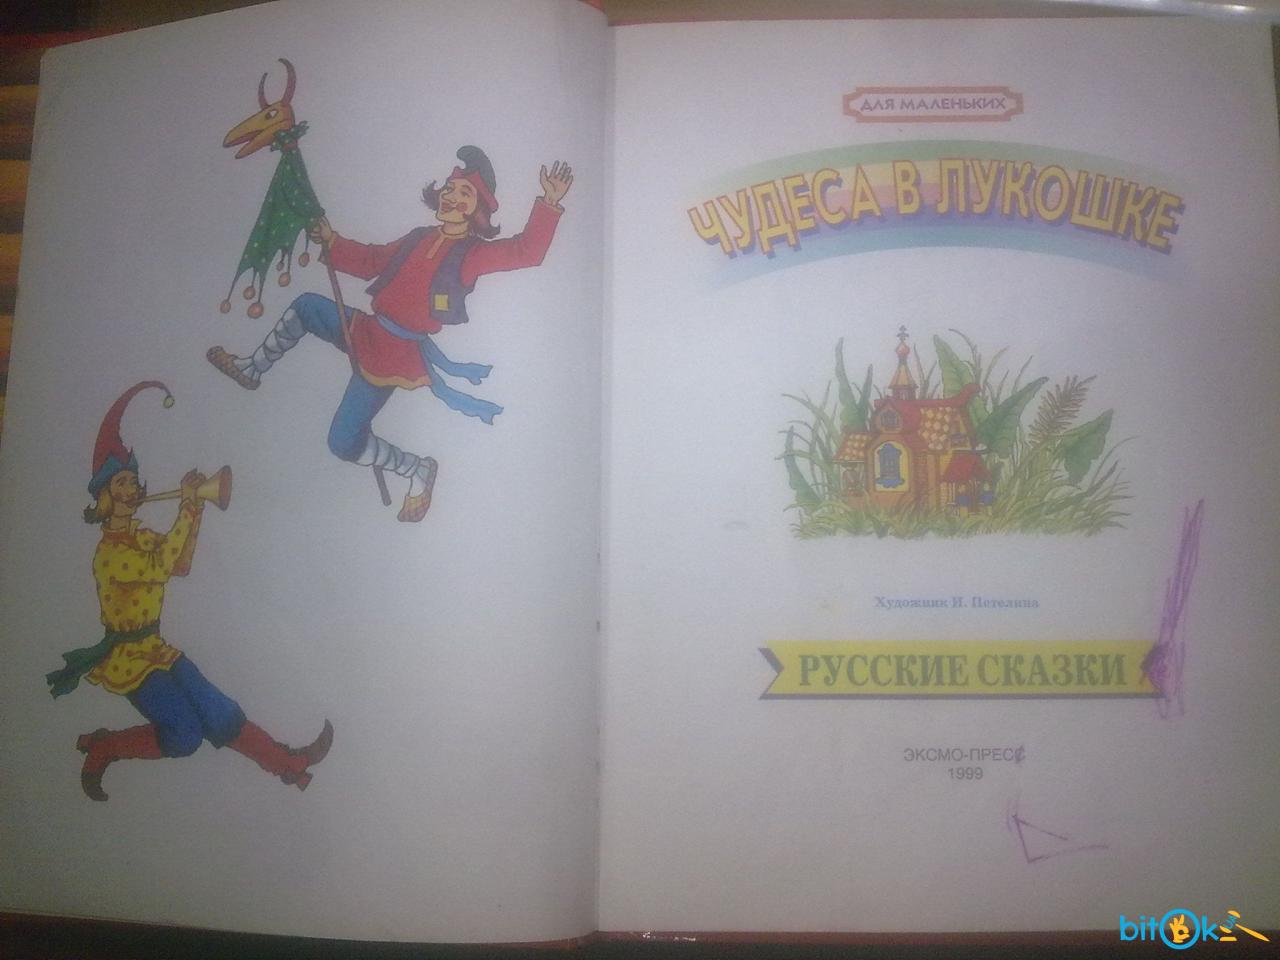 ДЛЯ МАЛЕНЬКИХ
ЧУДЕСА В ЛУКОШКЕ
Художник И. Петелина
РУССКИЕ СКАЗКИ
ЭКСМО-ПРЕСС
1999
bitOk